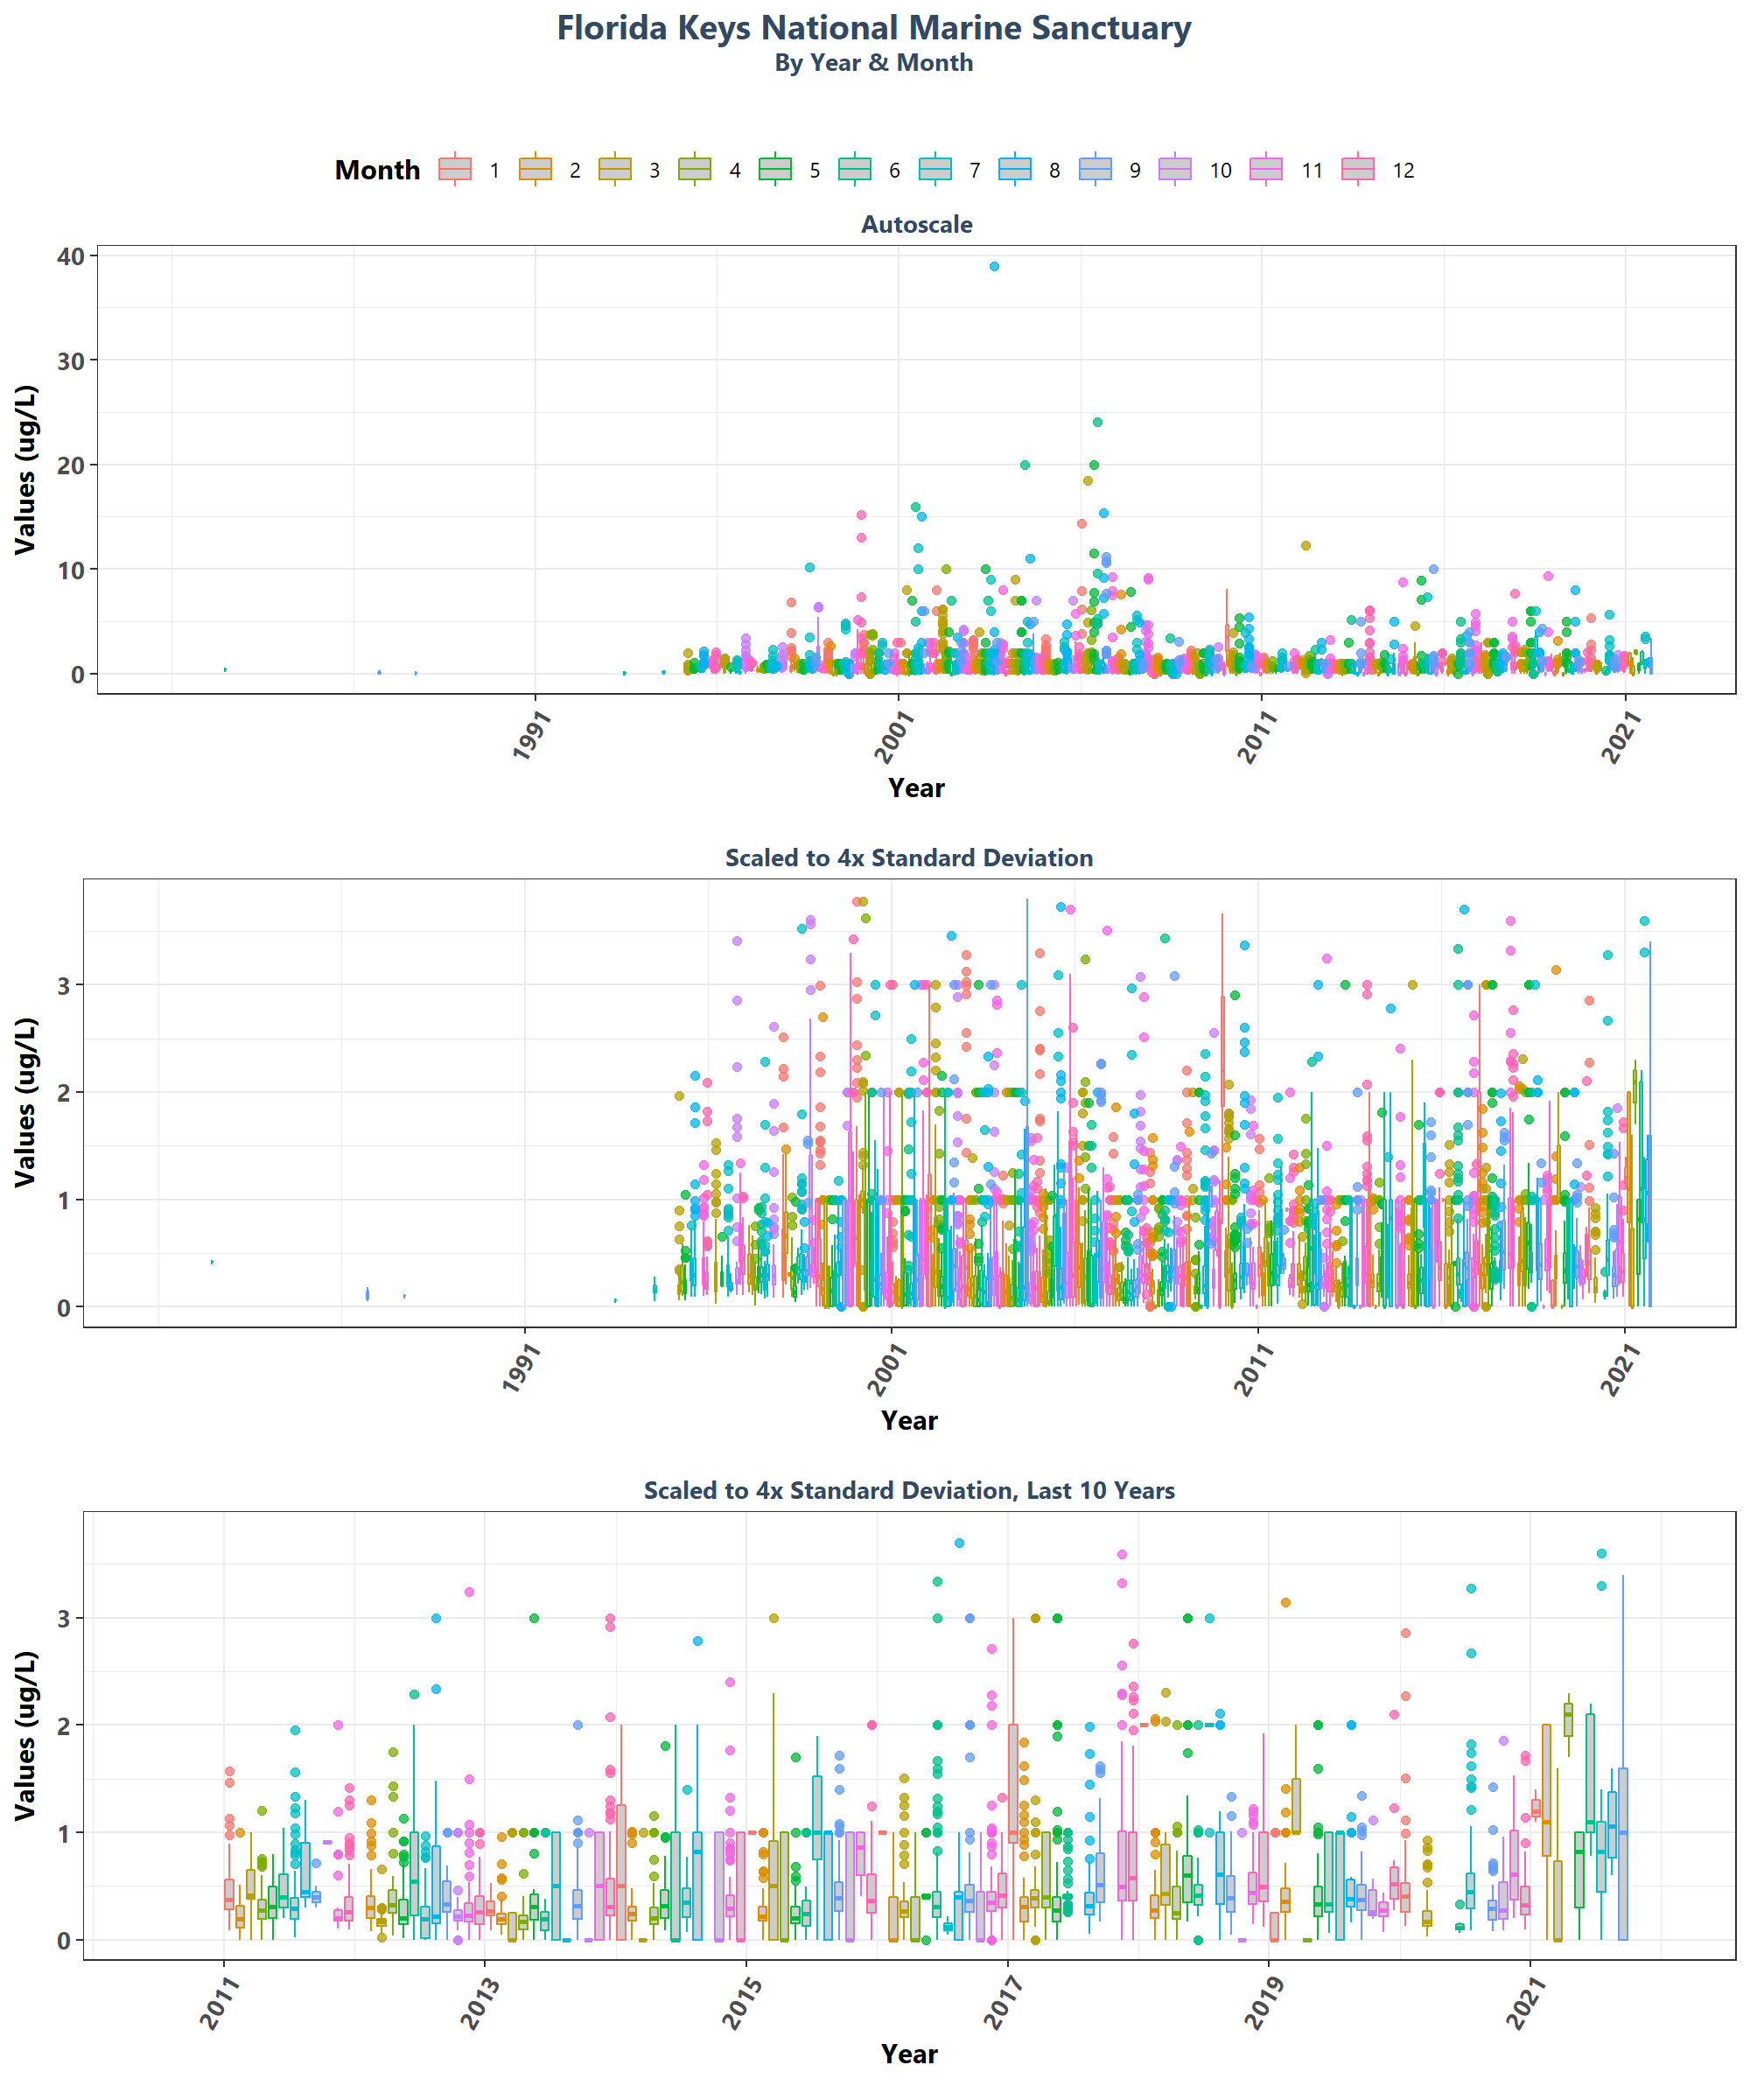 Florida Keys National Marine Sanctuary
By Year & Month
Month 1 2 3 4 5 6 7 8 9 10 11 12
Autoscale
Values (ug/L)
40
30
20
10
0
1991 2001 2011 2021
Year
Scaled to 4x Standard Deviation
Values (ug/L)
3
2
1
0
1991 2001 2011 2021
Year
Scaled to 4x Standard Deviation, Last 10 Years
Values (ug/L)
3
2
1
0
2011 2013 2015 2017 2019 2021
Year